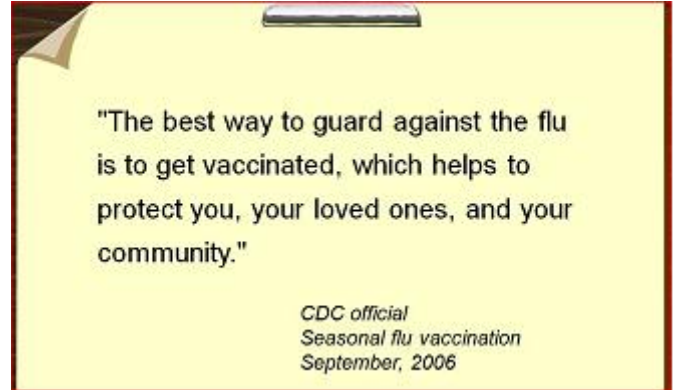 "The best way to guard against the flu
is to get vaccinated, which helps to
protect you, your loved ones, and your
community."
CDC official
Seasonal flu vaccination
September, 2006